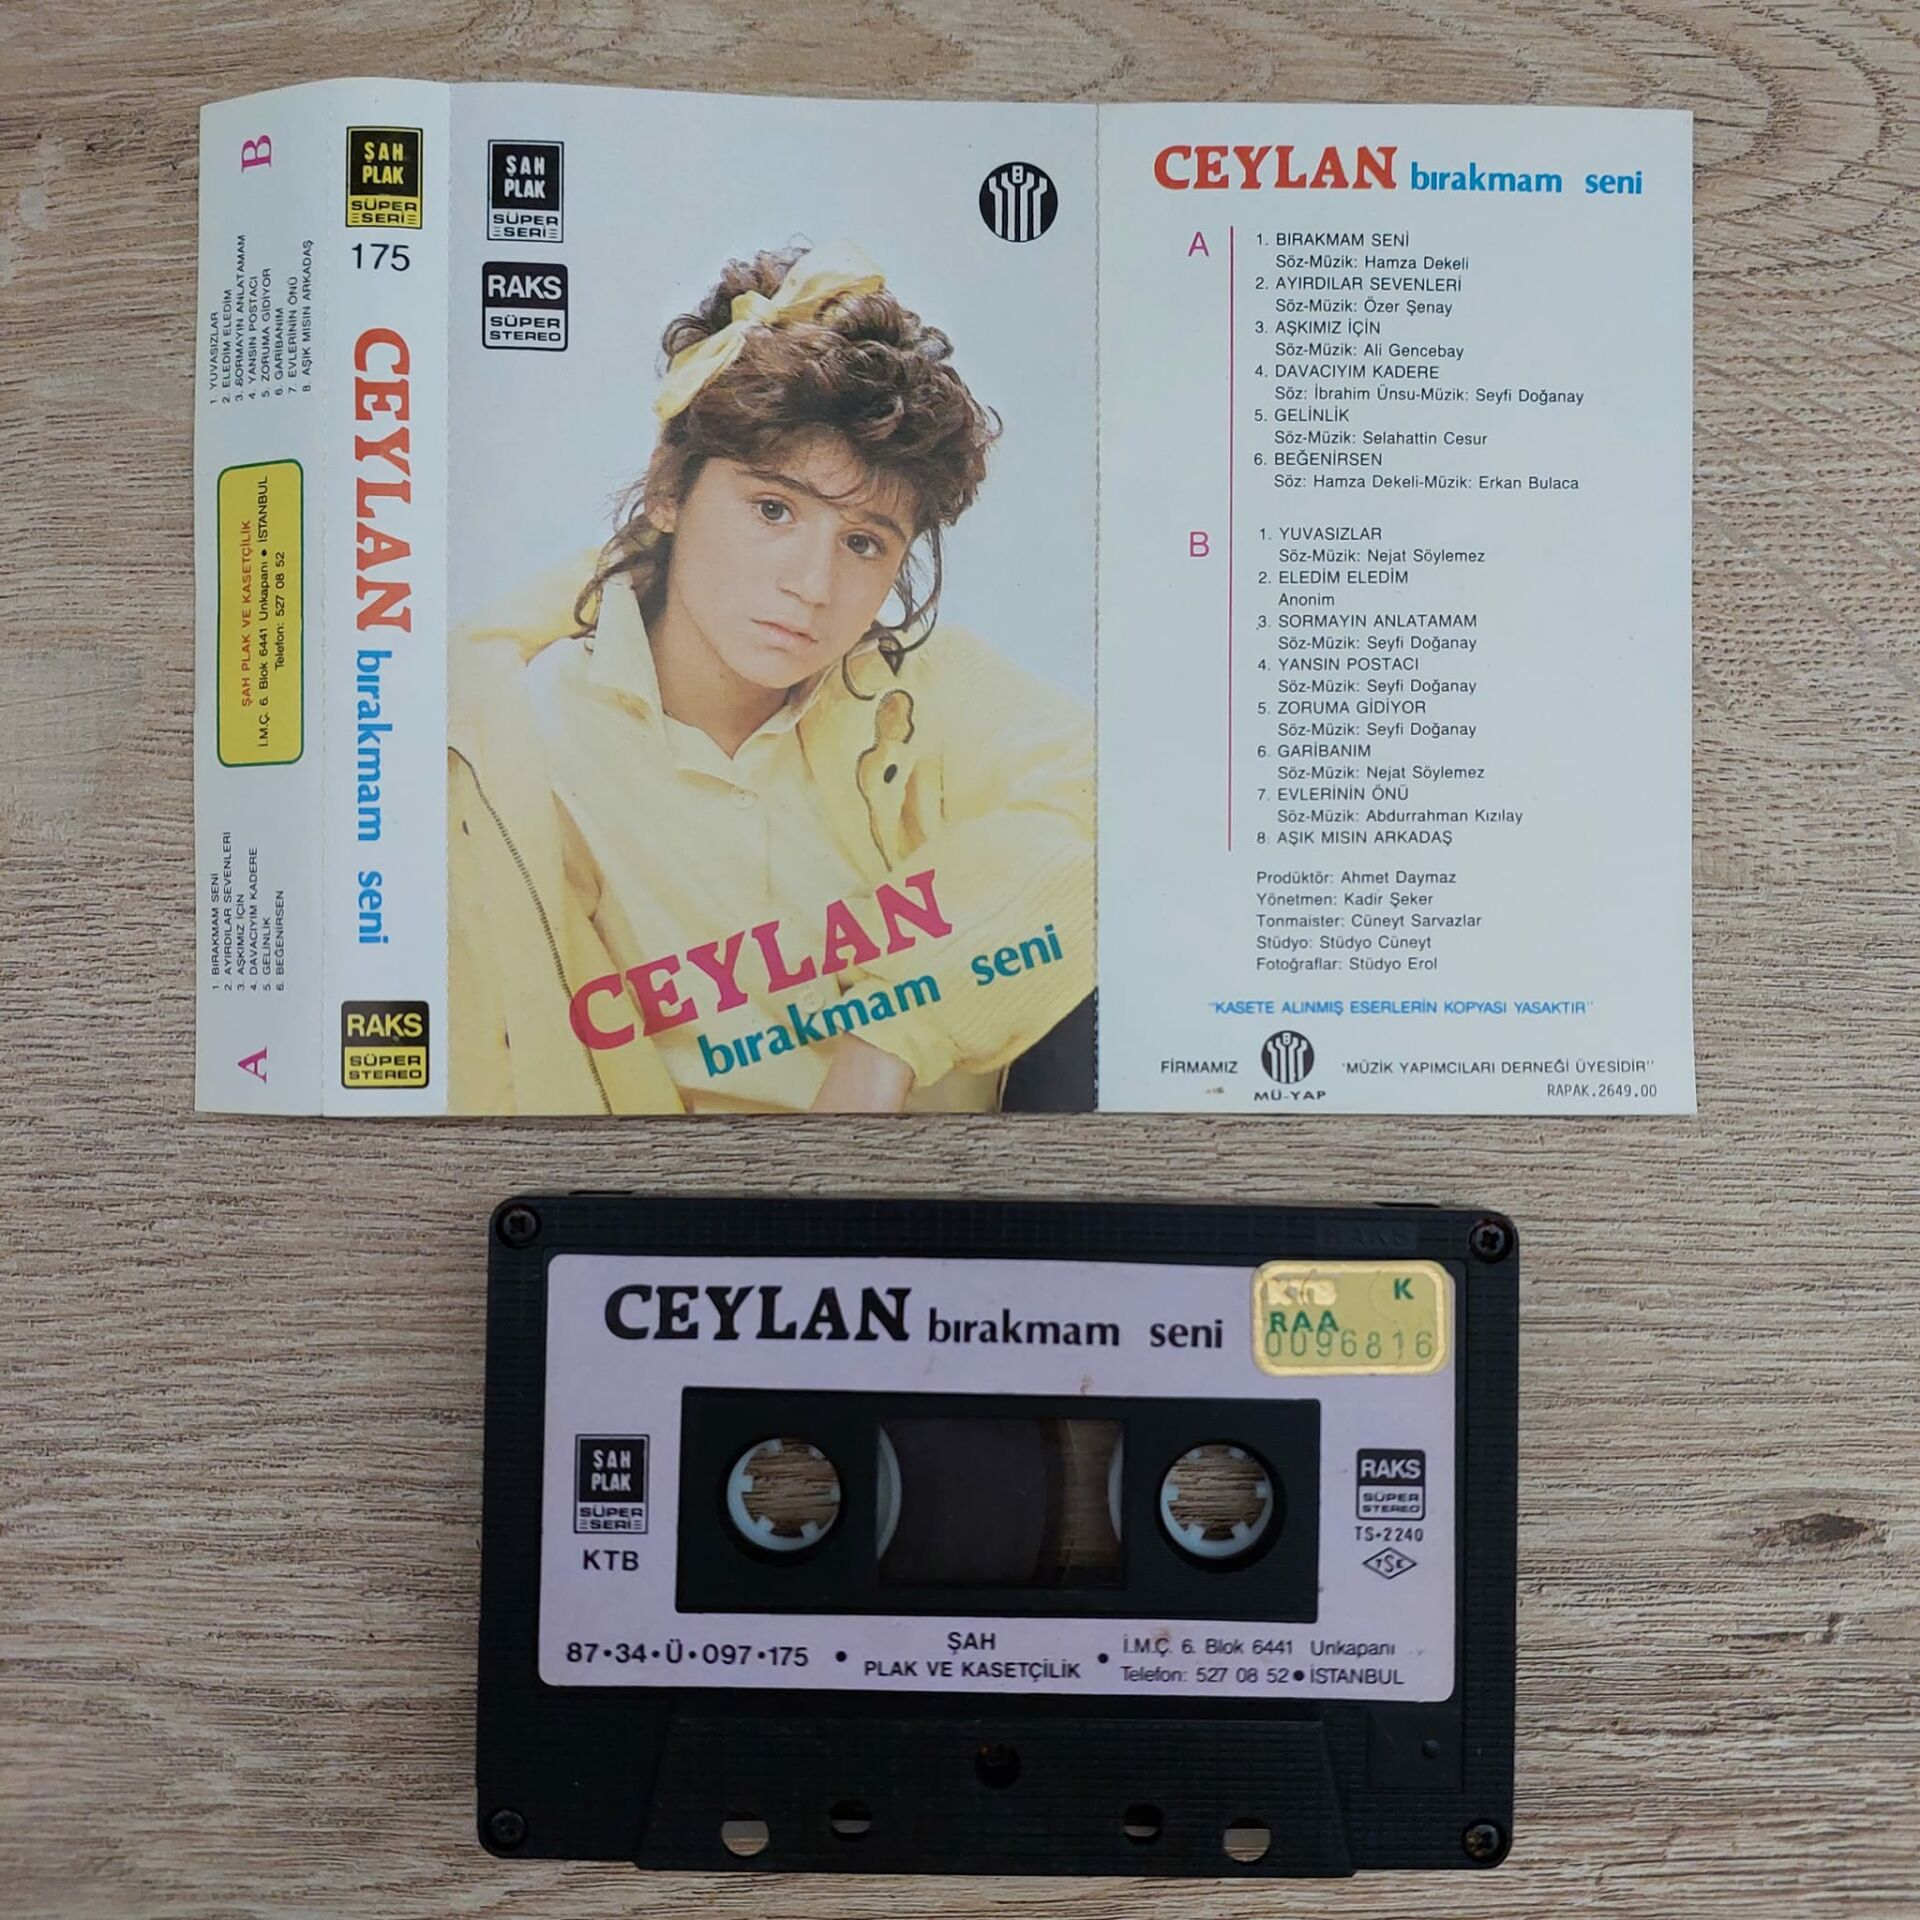 B
1. YUVASIZLAR
2. ELEDİM ELEDİM
3. SORMAYIN ANLATAMAM
4. YANSIN POSTACI
5. ZORUMA GİDİYOR
6. GARİBANIM
7. EVLERİNİN ÖNÜ
8. AŞIK MISIN ARKADAŞ
ŞAH PLAK VE KASETÇİLİK
İ.M.Ç. 6. Blok 6441 Unkapanı • İSTANBUL
Telefon: 527 08 52
1. BIRAKMAM SENİ
2. AYIRDILAR SEVENLERİ
3. AŞKIMIZ İÇİN
4. DAVACIYIM KADERE
5. GELİNLİK
6. BEĞENİRSEN
A
ŞAH
PLAK
SÜPER
SERİ
175
CEYLAN bırakmam seni
RAKS
SÜPER
STEREO
ŞAH
PLAK
SÜPER
SERİ
RAKS
SÜPER
STEREO
CEYLAN
bırakmam seni
CEYLAN bırakmam seni
A
1. BIRAKMAM SENİ
Söz-Müzik: Hamza Dekeli
2. AYIRDILAR SEVENLERİ
Söz-Müzik: Özer Şenay
3. AŞKIMIZ İÇİN
Söz-Müzik: Ali Gencebay
4. DAVACIYIM KADERE
Söz: İbrahim Ünsu-Müzik: Seyfi Doğanay
5. GELİNLİK
Söz-Müzik: Selahattin Cesur
6. BEĞENİRSEN
Söz: Hamza Dekeli-Müzik: Erkan Bulaca
B
1. YUVASIZLAR
Söz-Müzik: Nejat Söylemez
2. ELEDİM ELEDİM
Anonim
3. SORMAYIN ANLATAMAM
Söz-Müzik: Seyfi Doğanay
4. YANSIN POSTACI
Söz-Müzik: Seyfi Doğanay
5. ZORUMA GİDİYOR
Söz-Müzik: Seyfi Doğanay
6. GARİBANIM
Söz-Müzik: Nejat Söylemez
7. EVLERİNİN ÖNÜ
Söz-Müzik: Abdurrahman Kızılay
8. AŞIK MISIN ARKADAŞ
Prodüktör: Ahmet Daymaz
Yönetmen: Kadir Şeker
Tonmaister: Cüneyt Sarvazlar
Stüdyo: Stüdyo Cüneyt
Fotoğraflar: Stüdyo Erol
"KASETE ALINMIŞ ESERLERİN KOPYASI YASAKTIR"
FİRMAMIZ
MÜ-YAP
"MÜZİK YAPIMCILARI DERNEĞİ ÜYESİDİR"
RAPAK.2649.00
CEYLAN bırakmam seni
K
RAA
0096816
ŞAH
PLAK
SÜPER
SERİ
KTB
RAKS
SÜPER
STEREO
TS•2240
TSE
87•34•Ü•097•175
• ŞAH
PLAK VE KASETÇİLİK •
İ.M.Ç. 6. Blok 6441 Unkapanı
Telefon: 527 08 52 • İSTANBUL